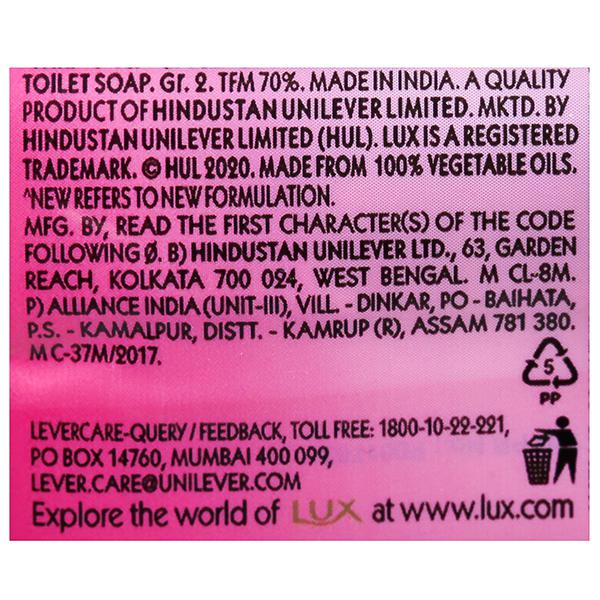 TOILET SOAP. Gr. 2. TFM 70%. MADE IN INDIA. A QUALITY
PRODUCT OF HINDUSTAN UNILEVER LIMITED. MKTD. BY
HINDUSTAN UNILEVER LIMITED (HUL). LUX IS A REGISTERED
TRADEMARK. © HUL 2020. MADE FROM 100% VEGETABLE OILS.
^NEW REFERS TO NEW FORMULATION.
MFG. BY, READ THE FIRST CHARACTER(S) OF THE CODE
FOLLOWING Ø. B) HINDUSTAN UNILEVER LTD., 63, GARDEN
REACH, KOLKATA 700 024, WEST BENGAL. M CL-8M.
P) ALLIANCE INDIA (UNIT-III), VILL. - DINKAR, PO - BAIHATA,
P.S. - KAMALPUR, DISTT. - KAMRUP (R), ASSAM 781 380.
M C-37M/2017.
5
PP
LEVERCARE-QUERY / FEEDBACK, TOLL FREE: 1800-10-22-221,
PO BOX 14760, MUMBAI 400 099,
LEVER.CARE@UNILEVER.COM
Explore the world of LUX at www.lux.com